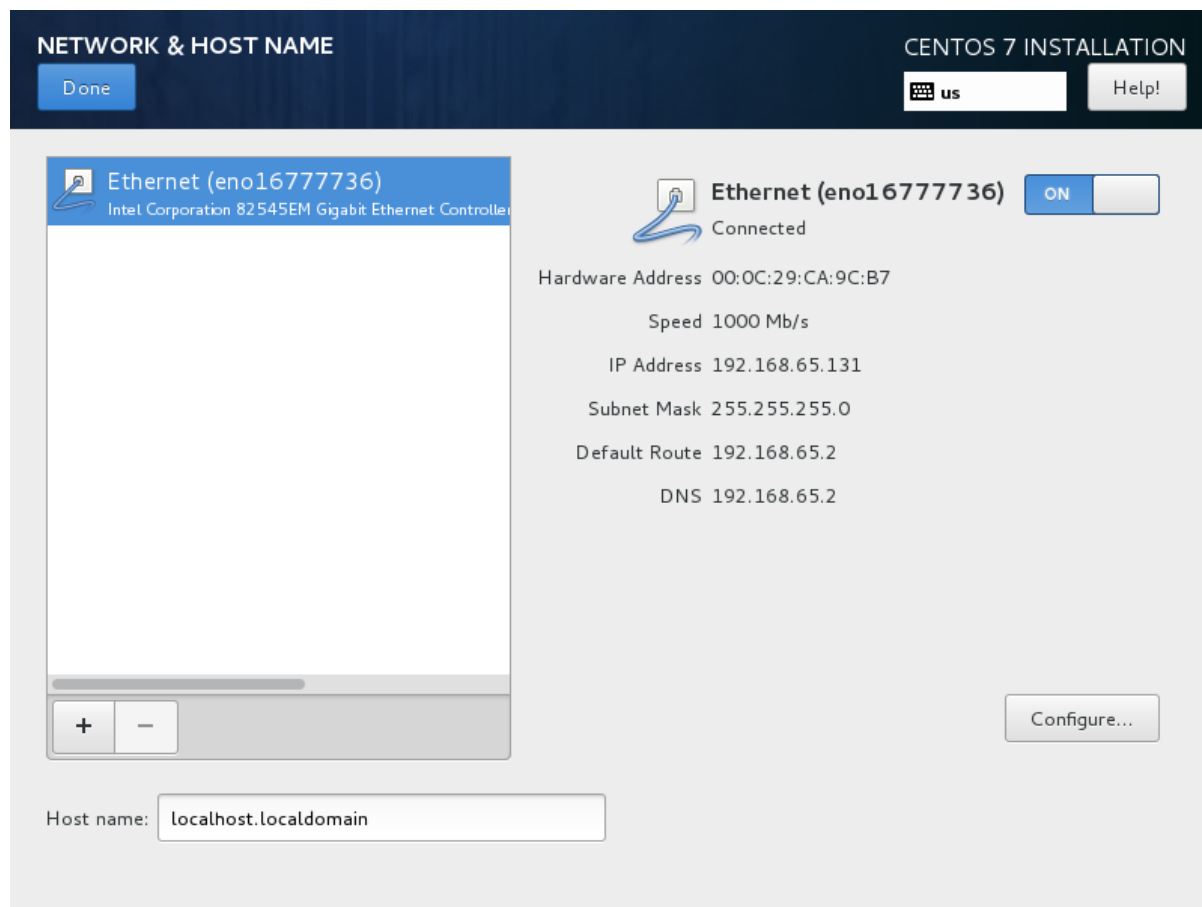 NETWORK & HOST NAME
CENTOS 7 INSTALLATION
Done
us
Help!
Ethernet (eno16777736)
Intel Corporation 82545EM Gigabit Ethernet Controlle
Ethernet (eno16777736)
ON
Connected
Hardware Address 00:0C:29:CA:9C:B7
Speed 1000 Mb/s
IP Address 192.168.65.131
Subnet Mask 255.255.255.0
Default Route 192.168.65.2
DNS 192.168.65.2
+ −
Configure...
Host name: localhost.localdomain